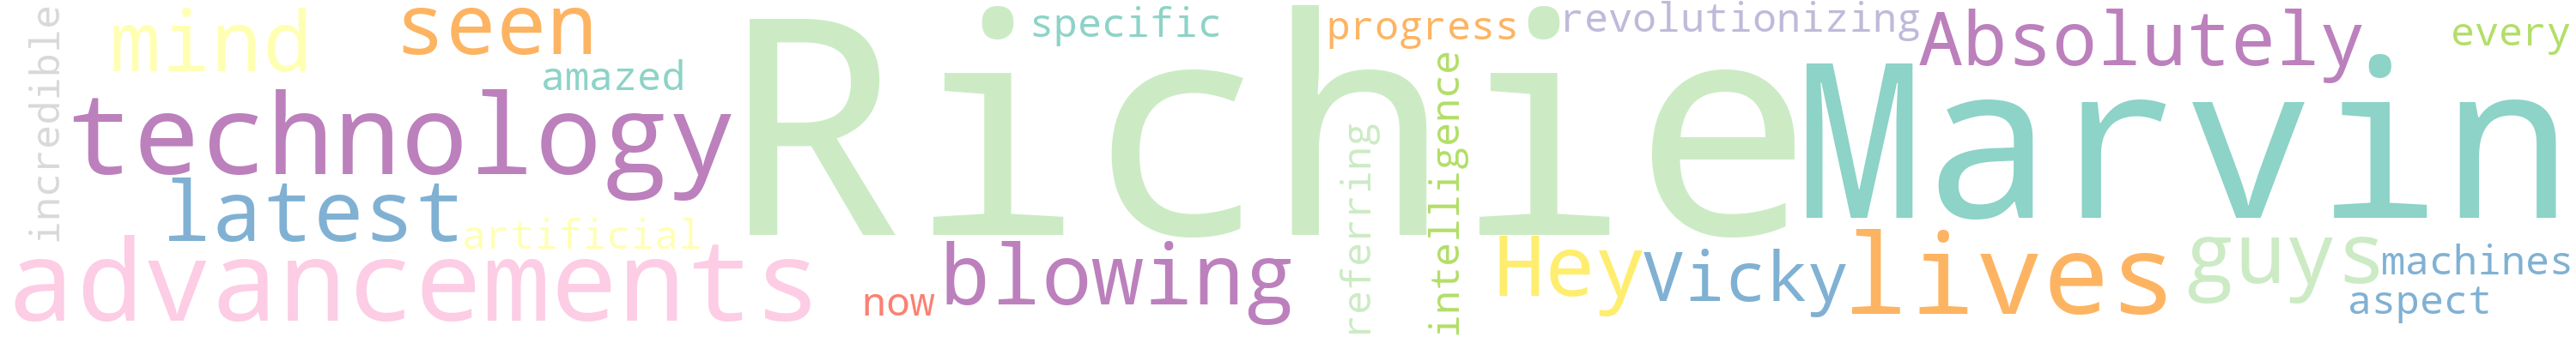 incredible
mind
seen
amazed
technology
latest
artificial
advancements
Richie
specific
progress
revolutionizing
Absolutely
every
Marvin
now
blowing
referring
intelligence
Hey
Vicky
lives
guys
machines
aspect